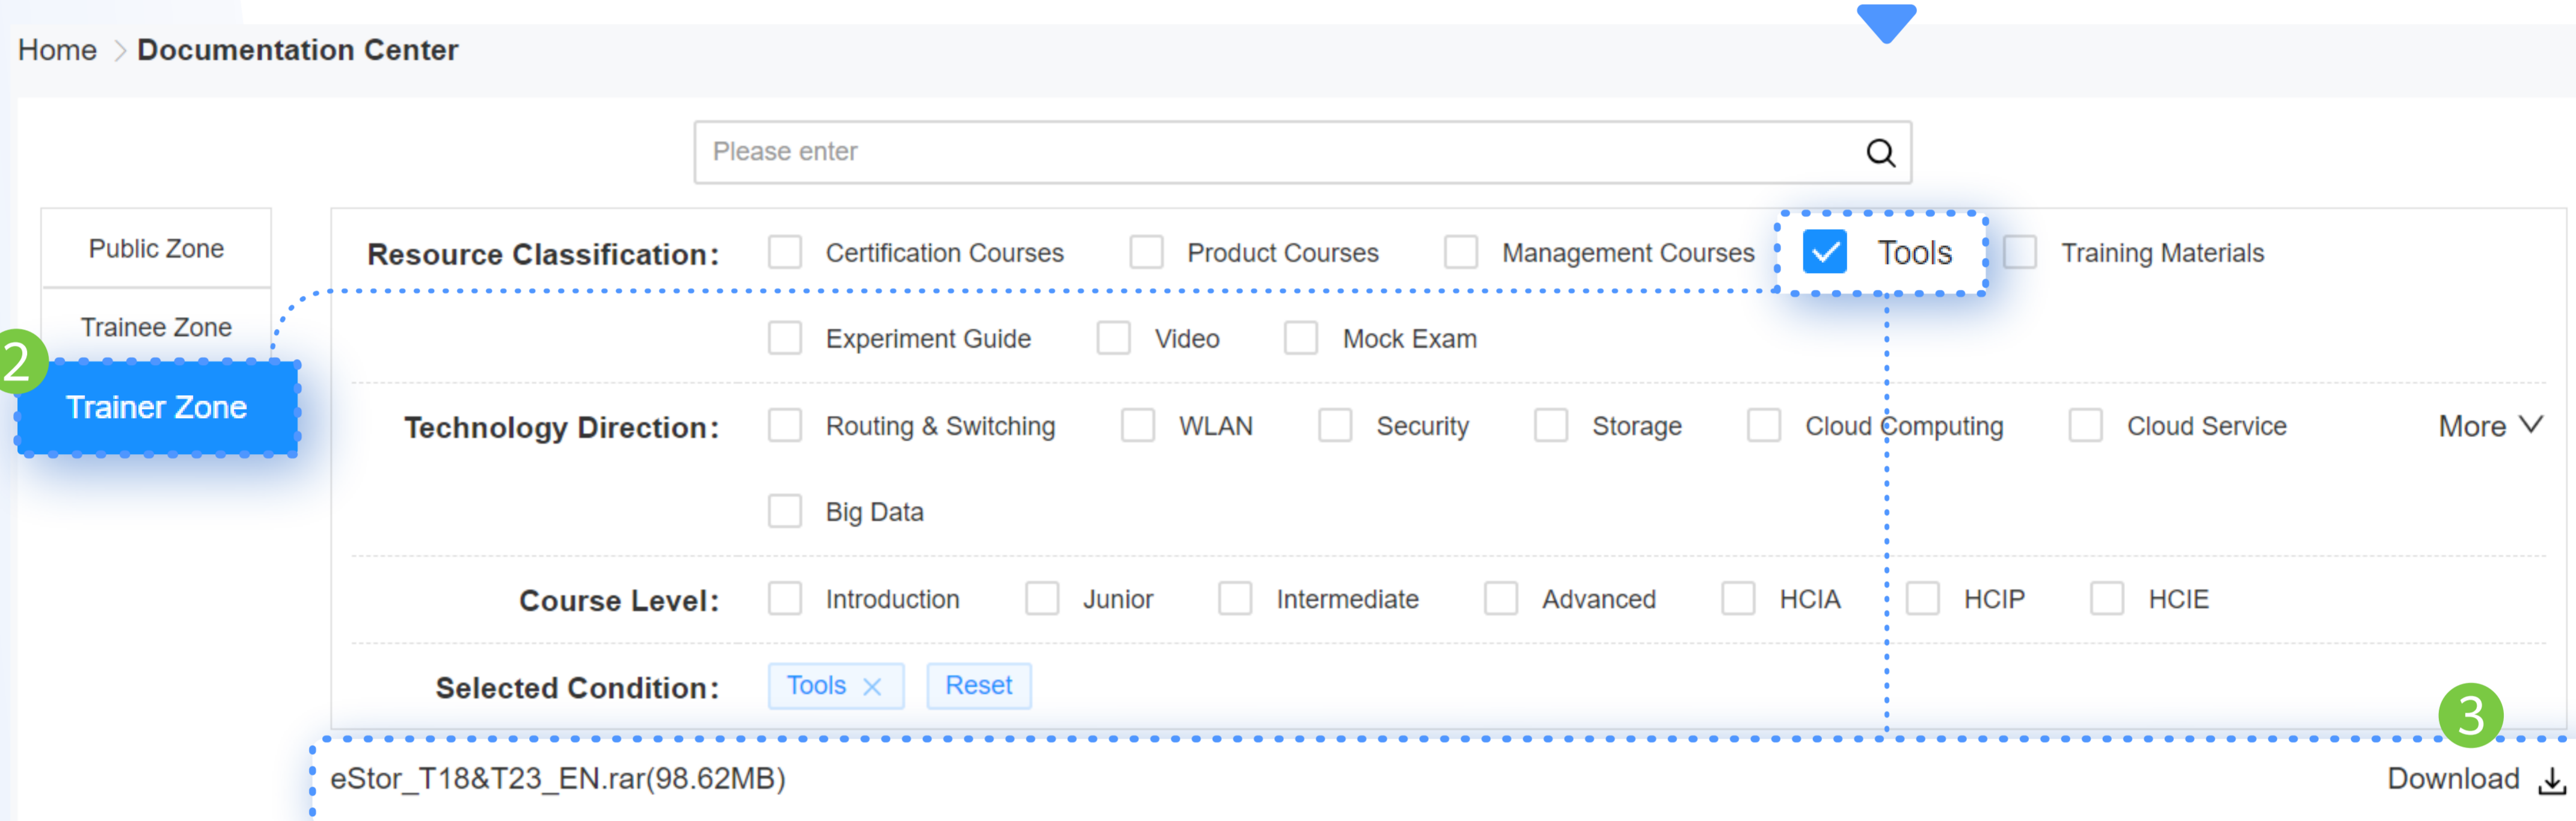 Home > Documentation Center
Please enter
Public Zone
Trainee Zone
2
Trainer Zone
Resource Classification: Certification Courses Product Courses Management Courses Tools Training Materials
Experiment Guide Video Mock Exam
Technology Direction: Routing & Switching WLAN Security Storage Cloud Computing Cloud Service More
Big Data
Course Level: Introduction Junior Intermediate Advanced HCIA HCIP HCIE
Selected Condition: Tools × Reset
3
eStor_T18&T23_EN.rar(98.62MB) Download